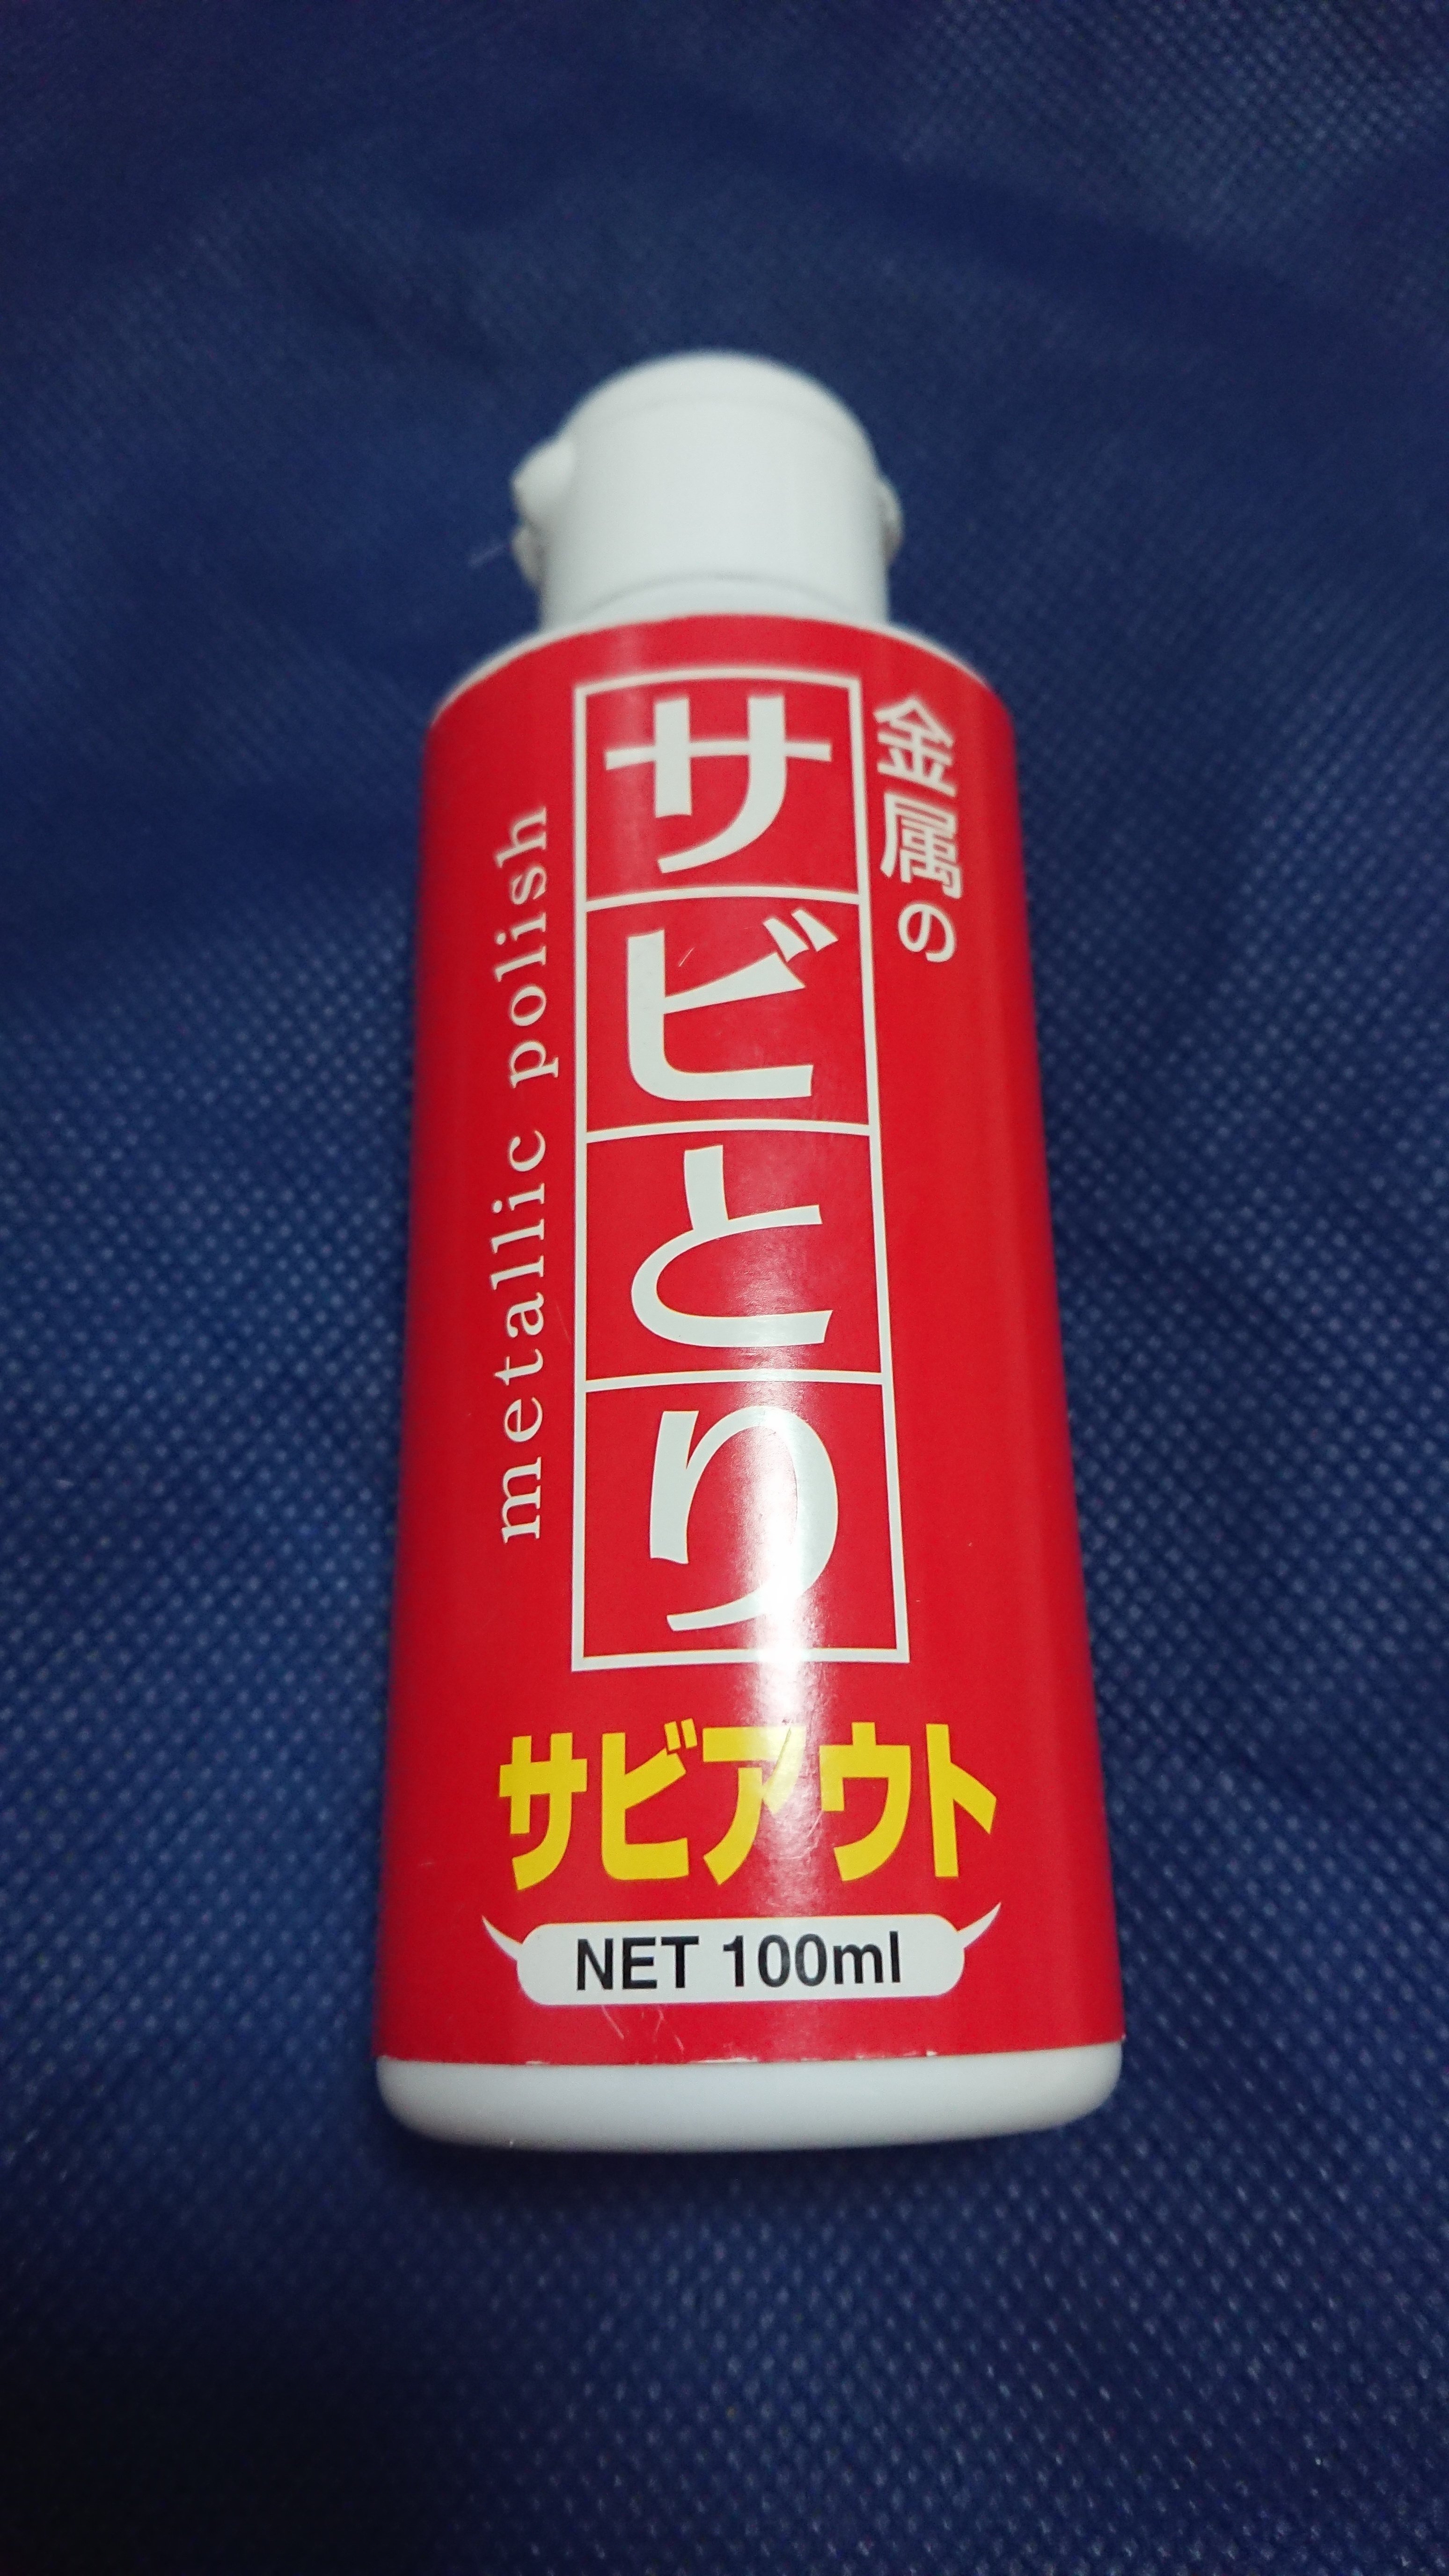 金属の
サビとり
metallic polish
サビアウト
NET 100ml